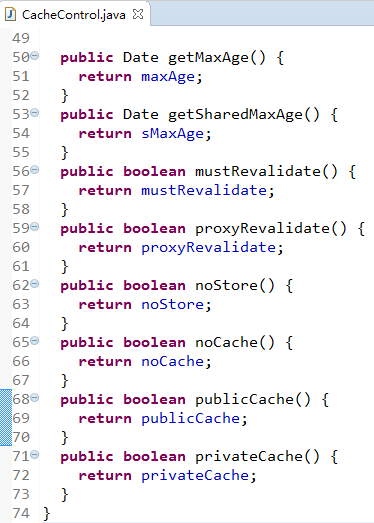 CacheControl.java
49
50 public Date getMaxAge() {
51 return maxAge;
52 }
53 public Date getSharedMaxAge() {
54 return sMaxAge;
55 }
56 public boolean mustRevalidate() {
57 return mustRevalidate;
58 }
59 public boolean proxyRevalidate() {
60 return proxyRevalidate;
61 }
62 public boolean noStore() {
63 return noStore;
64 }
65 public boolean noCache() {
66 return noCache;
67 }
68 public boolean publicCache() {
69 return publicCache;
70 }
71 public boolean privateCache() {
72 return privateCache;
73 }
74 }